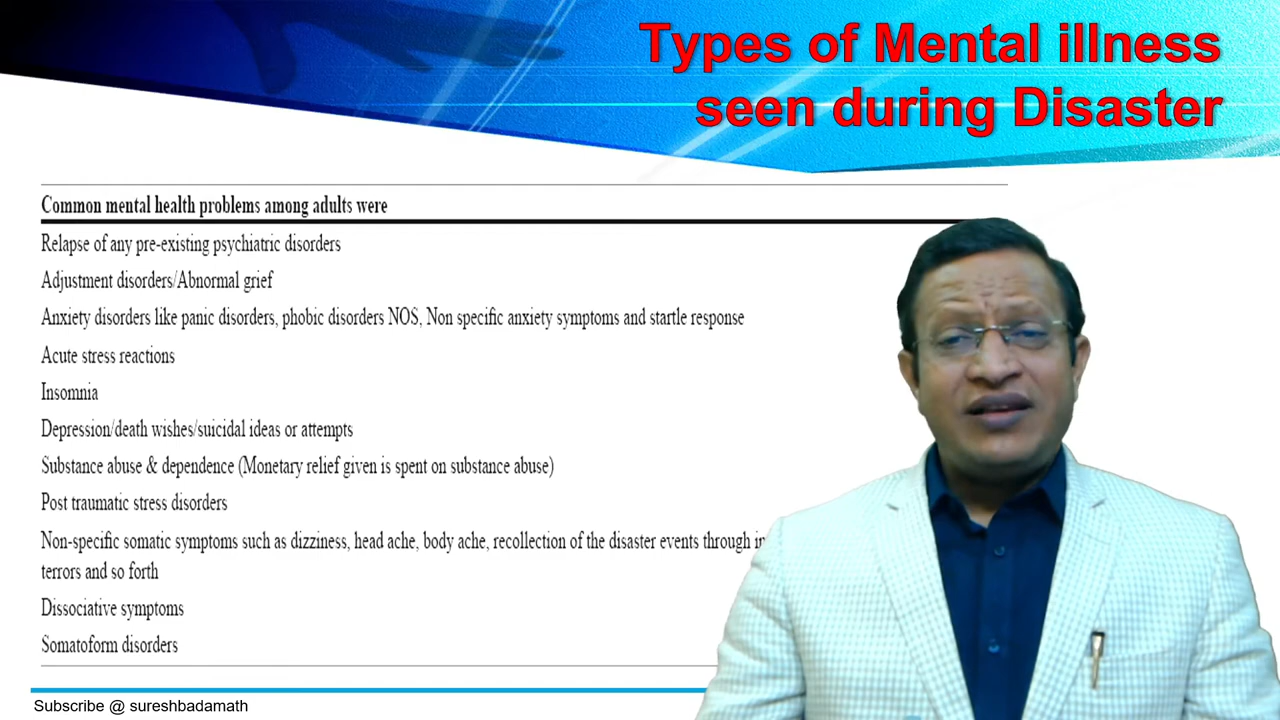 Types of Mental illness
seen during Disaster
Common mental health problems among adults were
Relapse of any pre-existing psychiatric disorders
Adjustment disorders/Abnormal grief
Anxiety disorders like panic disorders, phobic disorders NOS, Non specific anxiety symptoms and startle response
Acute stress reactions
Insomnia
Depression/death wishes/suicidal ideas or attempts
Substance abuse & dependence (Monetary relief given is spent on substance abuse)
Post traumatic stress disorders
Non-specific somatic symptoms such as dizziness, head ache, body ache, recollection of the disaster events through
terrors and so forth
Dissociative symptoms
Somatoform disorders
Subscribe @ sureshbadamath